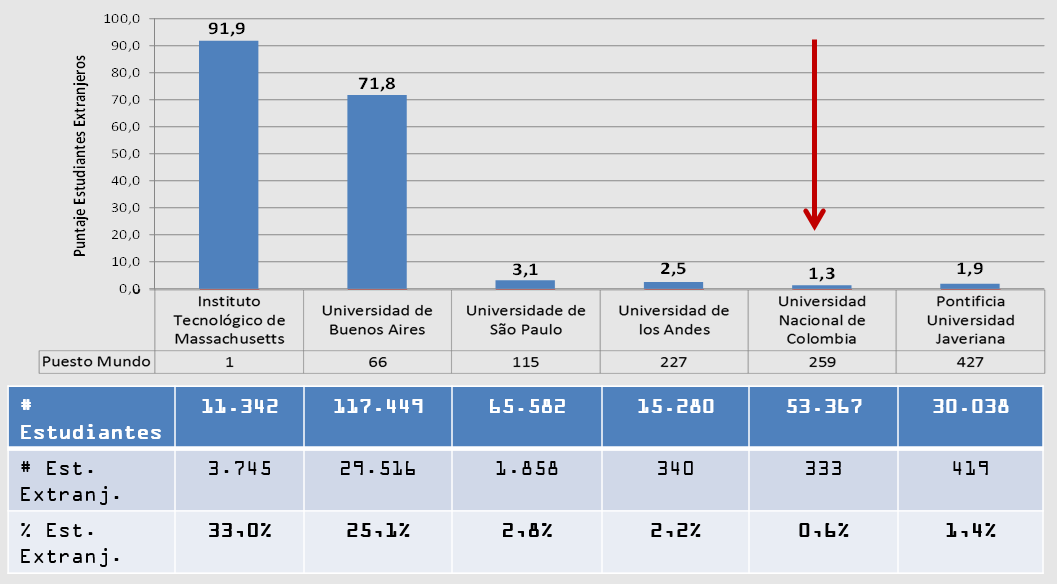 Puntaje Estudiantes Extranjeros
100,0
90,0
80,0
70,0
60,0
50,0
40,0
30,0
20,0
10,0
0,0
91,9
71,8
3,1
2,5
1,3
1,9
Instituto
Tecnológico de
Massachusetts
Universidad de
Buenos Aires
Universidade de
São Paulo
Universidad de
los Andes
Universidad
Nacional de
Colombia
Pontificia
Universidad
Javeriana
Puesto Mundo 1 66 115 227 259 427
# 11.342 117.449 65.582 15.280 53.367 30.038
Estudiantes
# Est. 3.745 29.516 1.858 340 333 419
Extranj.
% Est. 33,0% 25,1% 2,8% 2,2% 0,6% 1,4%
Extranj.